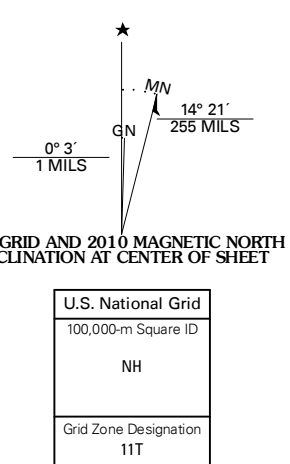 ★
MN
GN
14° 21´
255 MILS
0° 3´
1 MILS
GRID AND 2010 MAGNETIC NORTH
CLINATION AT CENTER OF SHEET
U.S. National Grid
100,000-m Square ID
NH
Grid Zone Designation
11T